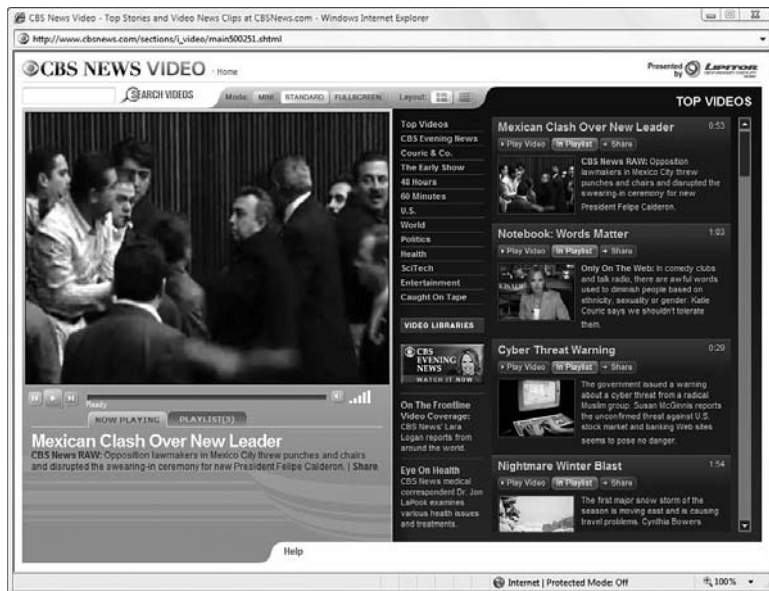 CBS News Video - Top Stories and Video News Clips at CBSNews.com - Windows Internet Explorer
http://www.cbsnews.com/sections/i_video/main500251.shtml
CBS NEWS VIDEO · Home
Presented by LIPITOR
SEARCH VIDEOS
Mode: MINI STANDARD FULLSCREEN Layout:
TOP VIDEOS
Ready
NOW PLAYING PLAYLIST(5)
Mexican Clash Over New Leader
CBS News RAW: Opposition lawmakers in Mexico City threw punches and chairs
and disrupted the swearing-in ceremony for new President Felipe Calderon. | Share
Top Videos
CBS Evening News
Couric & Co.
The Early Show
48 Hours
60 Minutes
U.S.
World
Politics
Health
SciTech
Entertainment
Caught On Tape
VIDEO LIBRARIES
CBS
EVENING
NEWS
WATCH IT NOW
On The Frontline
Video Coverage:
CBS News' Lara
Logan reports from
around the world.
Eye On Health
CBS News medical
correspondent Dr. Jon
LaPook examines
various health issues
and treatments.
Mexican Clash Over New Leader 0:53
Play Video In Playlist Share
CBS News RAW: Opposition
lawmakers in Mexico City threw
punches and chairs and disrupted
the swearing-in ceremony for new
President Felipe Calderon.
Notebook: Words Matter 1:03
Play Video In Playlist Share
Only On The Web: In comedy clubs
and talk radio, there are awful words
used to diminish people based on
ethnicity, sexuality or gender. Katie
Couric says we shouldn't tolerate
them.
Cyber Threat Warning 0:29
Play Video In Playlist Share
The government issued a warning
about a cyber threat from a radical
Muslim group. Susan McGinnis reports
the unconfirmed threat against U.S.
stock market and banking Web sites
seems to pose no danger.
Nightmare Winter Blast 1:54
Play Video In Playlist Share
The first major snow storm of the
season is moving east and is causing
travel problems. Cynthia Bowers
Help
Internet | Protected Mode: Off 100%